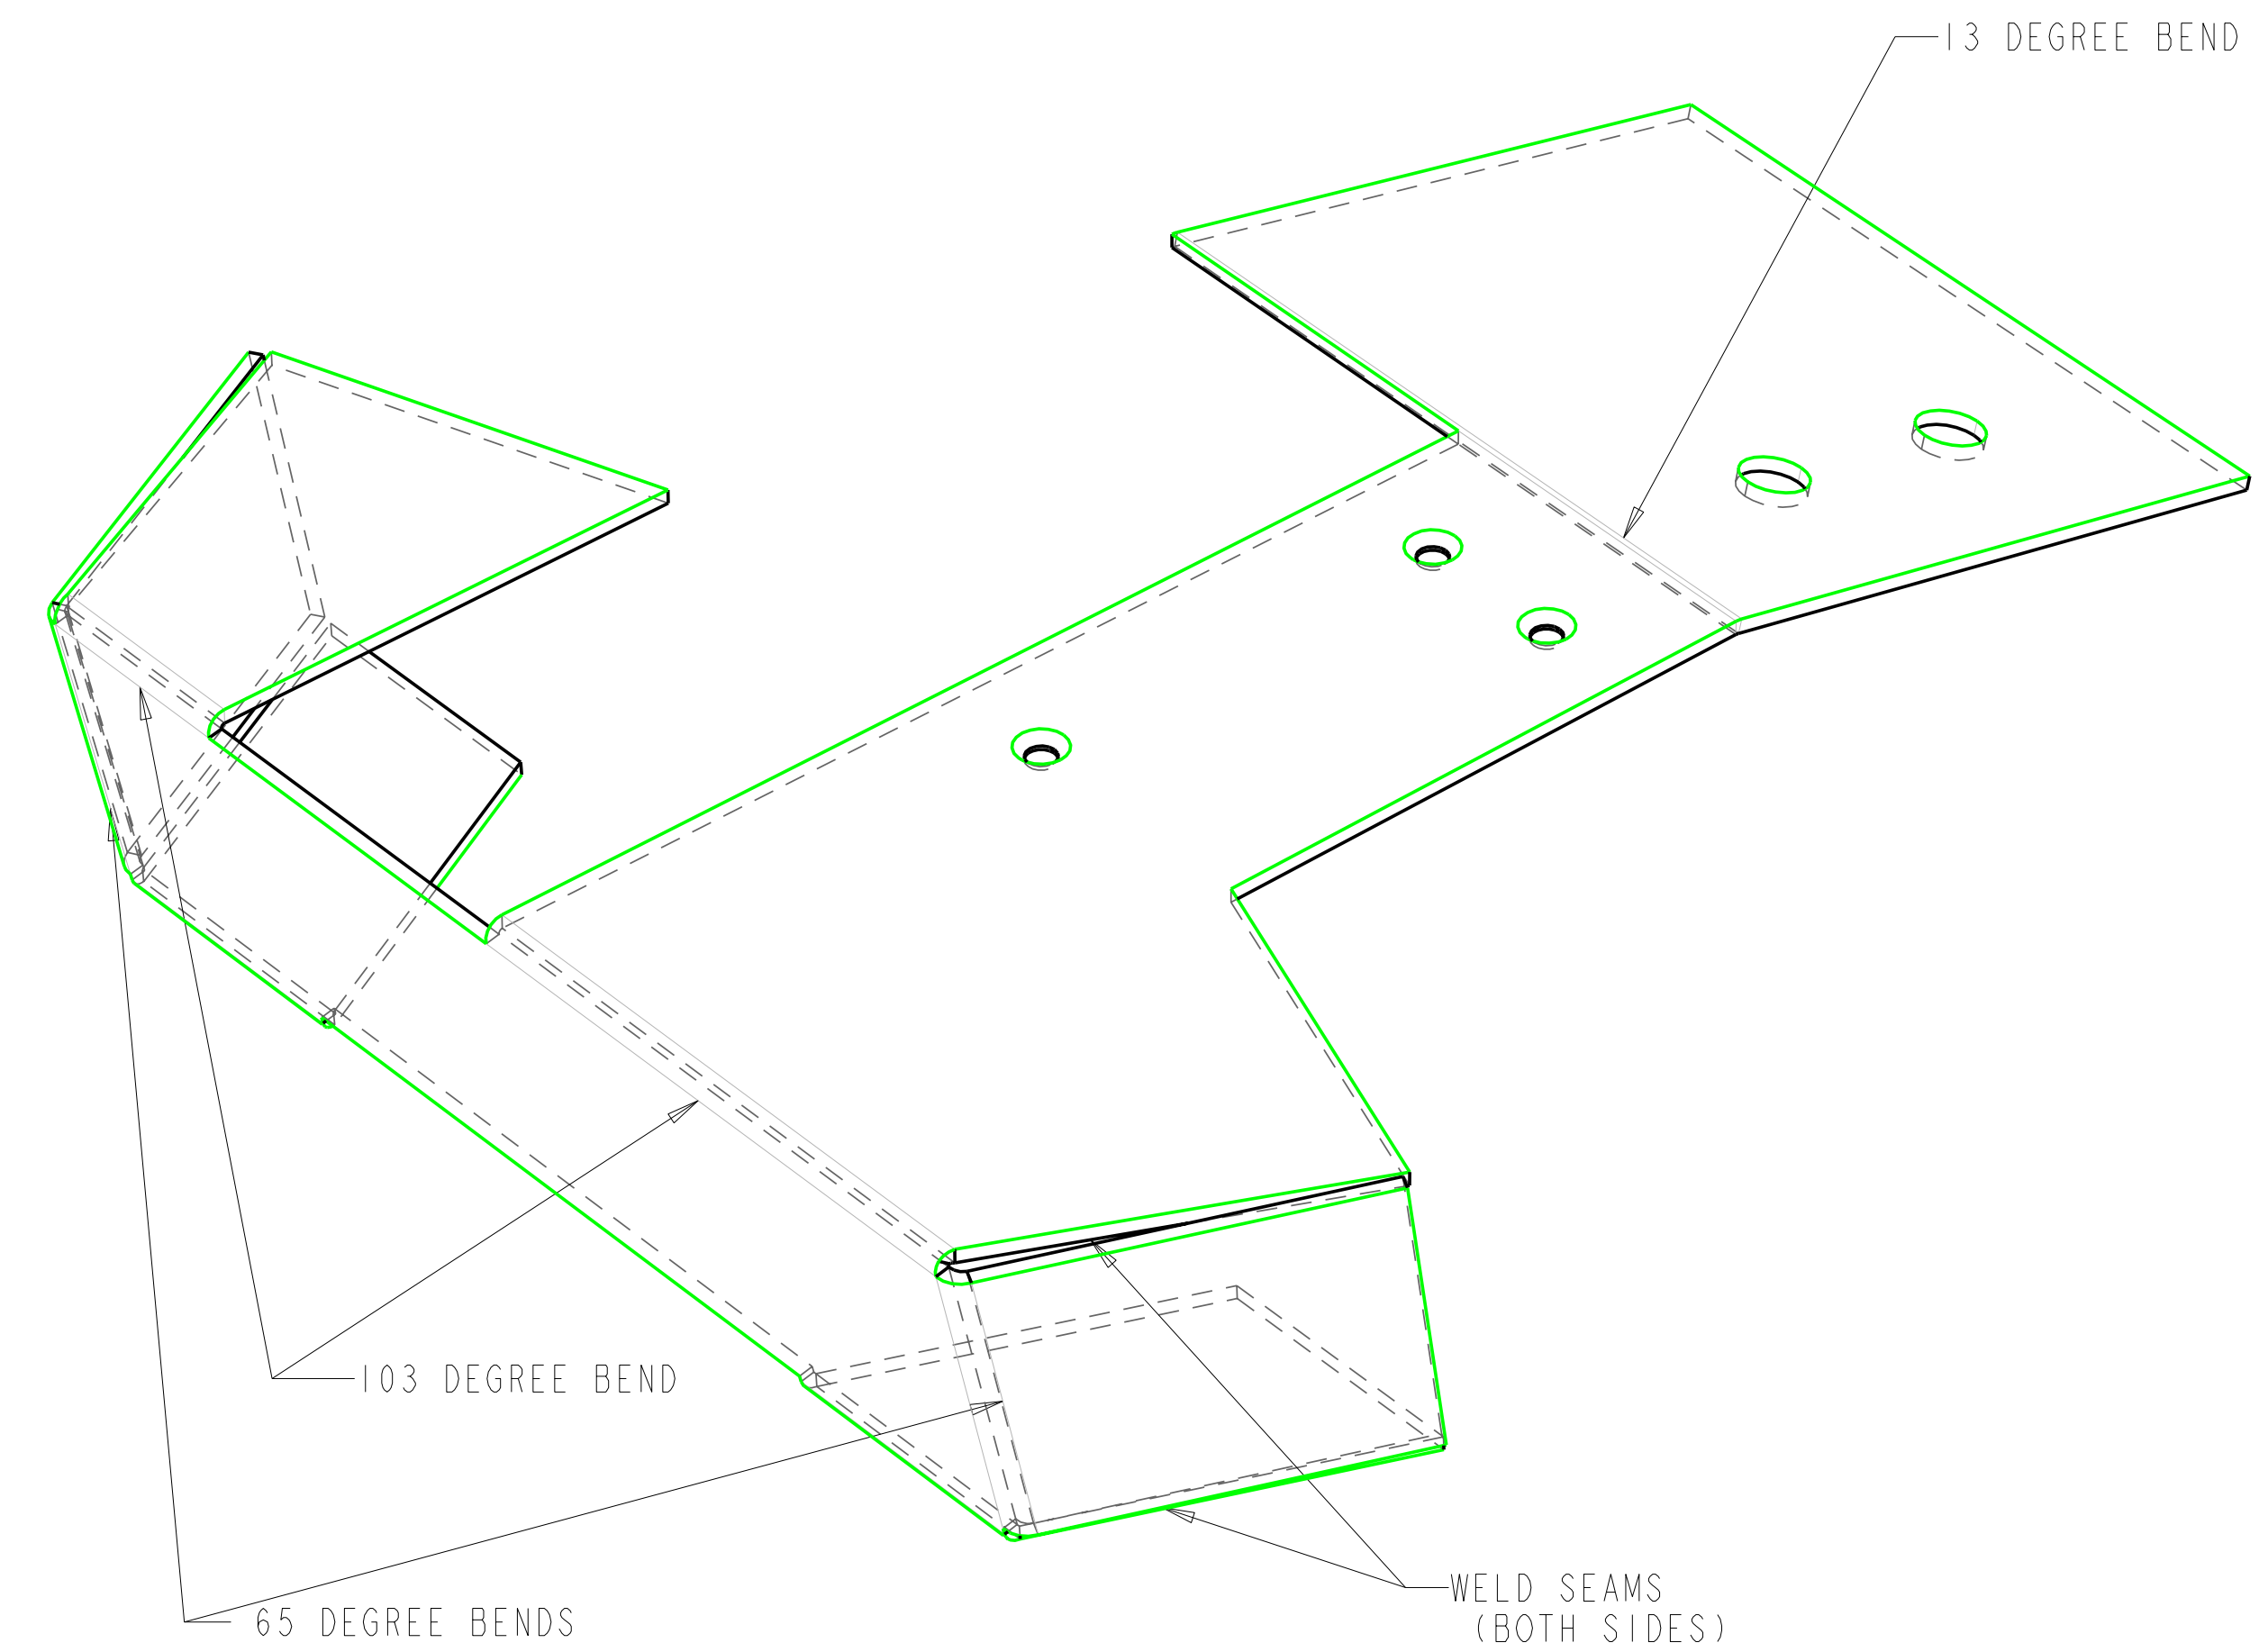 13 DEGREE BEND
103 DEGREE BEND
65 DEGREE BENDS
WELD SEAMS
(BOTH SIDES)